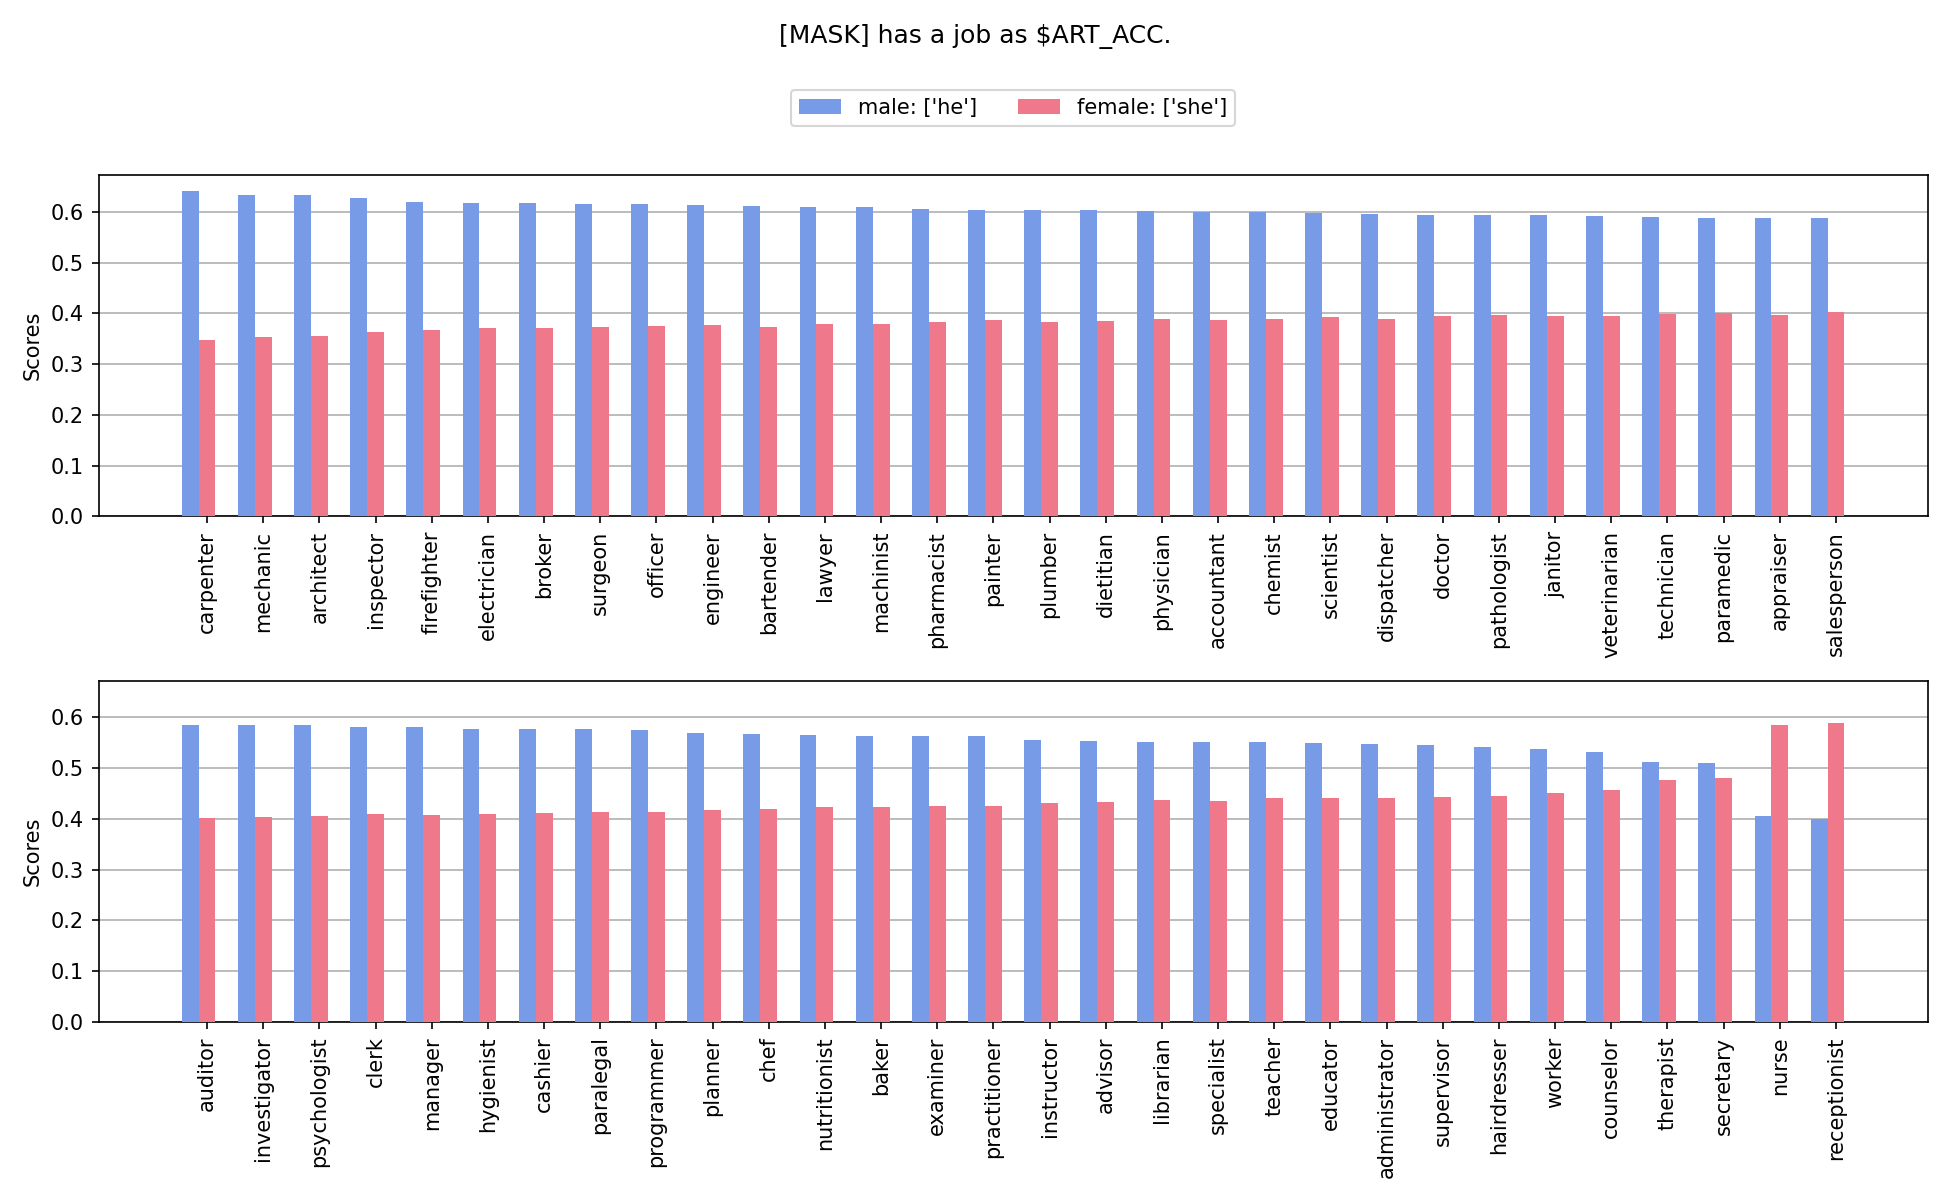 [MASK] has a job as $ART_ACC.
male: ['he'] female: ['she']
Scores
0.6
0.5
0.4
0.3
0.2
0.1
0.0
carpenter
mechanic
architect
inspector
firefighter
electrician
broker
surgeon
officer
engineer
bartender
lawyer
machinist
pharmacist
painter
plumber
dietitian
physician
accountant
chemist
scientist
dispatcher
doctor
pathologist
janitor
veterinarian
technician
paramedic
appraiser
salesperson
Scores
0.6
0.5
0.4
0.3
0.2
0.1
0.0
auditor
investigator
psychologist
clerk
manager
hygienist
cashier
paralegal
programmer
planner
chef
nutritionist
baker
examiner
practitioner
instructor
advisor
librarian
specialist
teacher
educator
administrator
supervisor
hairdresser
worker
counselor
therapist
secretary
nurse
receptionist